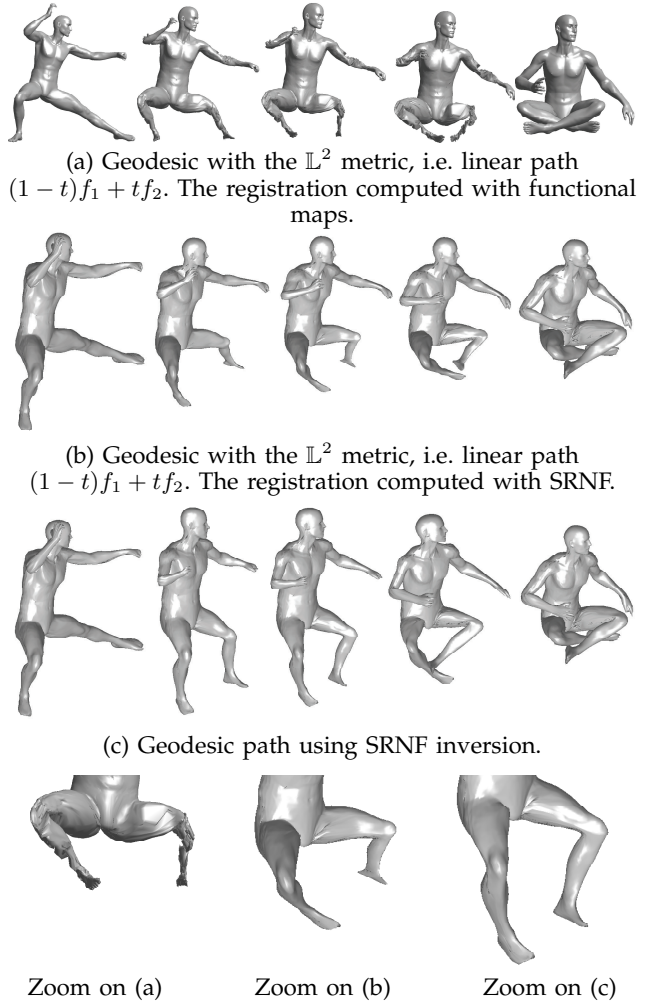 (a) Geodesic with the 𝕃² metric, i.e. linear path
(1 − t)f₁ + tf₂. The registration computed with functional
maps.
(b) Geodesic with the 𝕃² metric, i.e. linear path
(1 − t)f₁ + tf₂. The registration computed with SRNF.
(c) Geodesic path using SRNF inversion.
Zoom on (a) Zoom on (b) Zoom on (c)